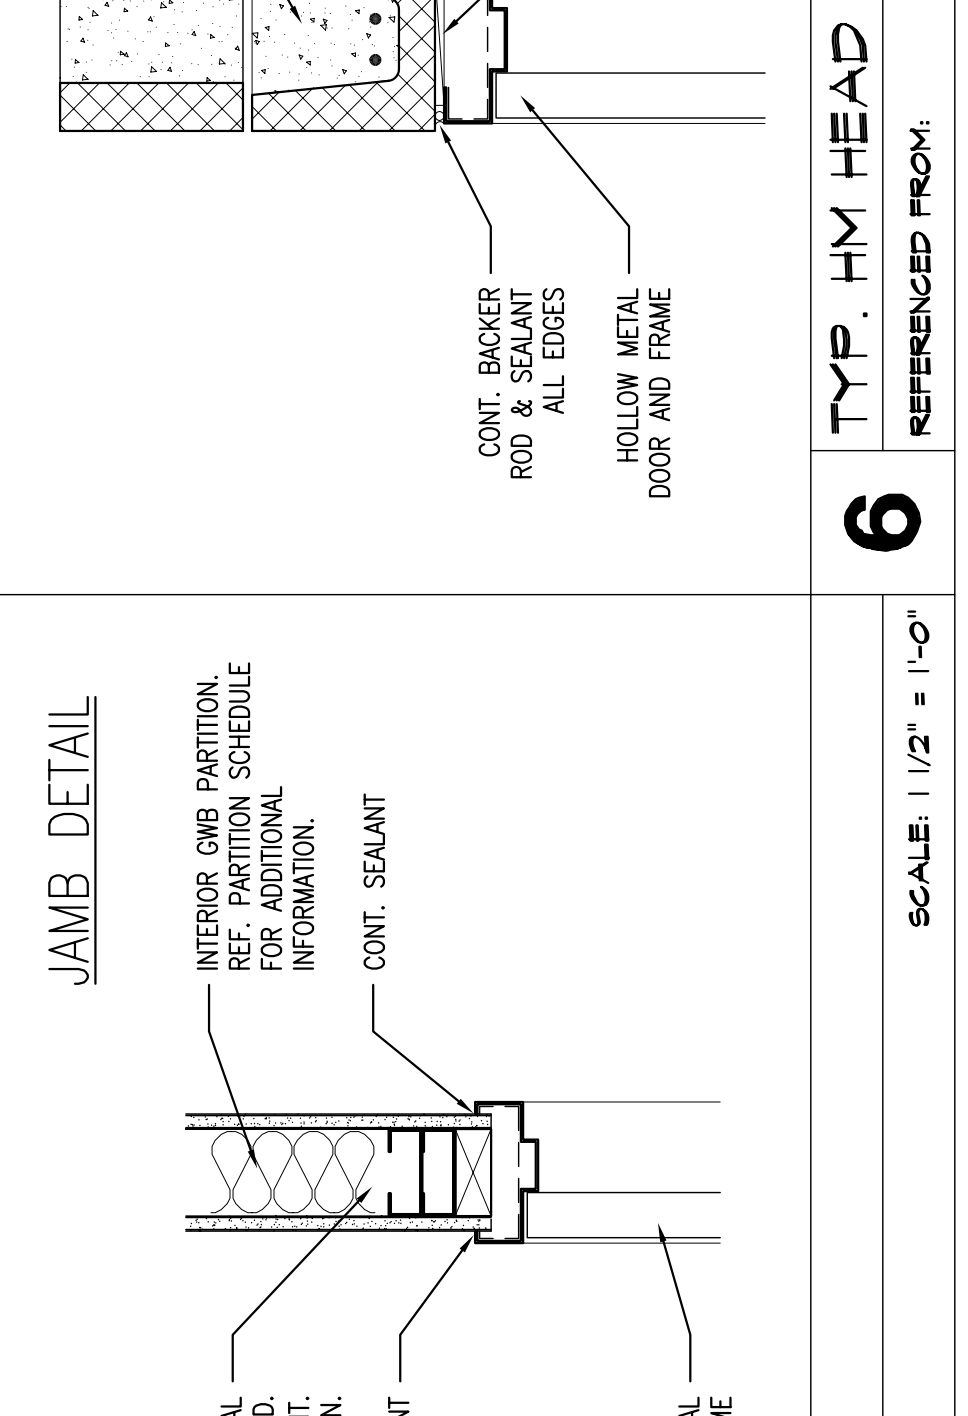 JAMB DETAIL
INTERIOR GWB PARTITION.
REF. PARTITION SCHEDULE
FOR ADDITIONAL
INFORMATION.
CONT. SEALANT
SCALE: 1 1/2" = 1'-0"
CONT. BACKER
ROD & SEALANT
ALL EDGES
HOLLOW METAL
DOOR AND FRAME
6
TYP. HM HEAD
REFERENCED FROM: